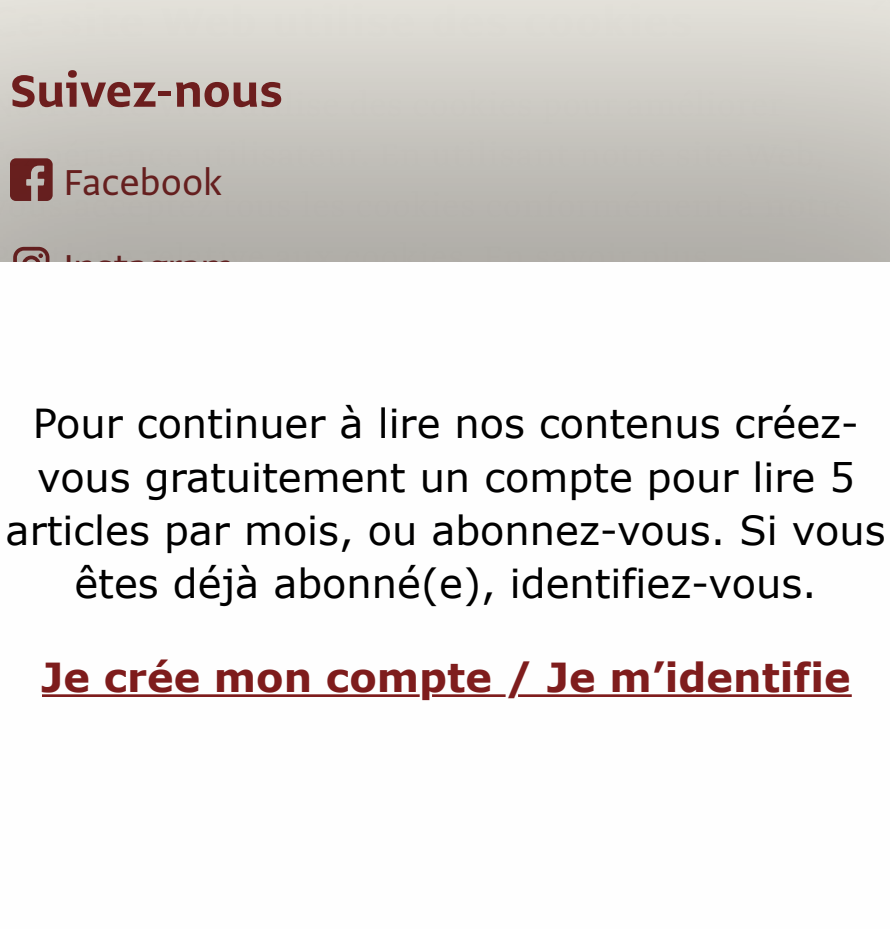 Suivez-nous
Facebook
Instagram
Pour continuer à lire nos contenus créez-
vous gratuitement un compte pour lire 5
articles par mois, ou abonnez-vous. Si vous
êtes déjà abonné(e), identifiez-vous.
Je crée mon compte / Je m’identifie